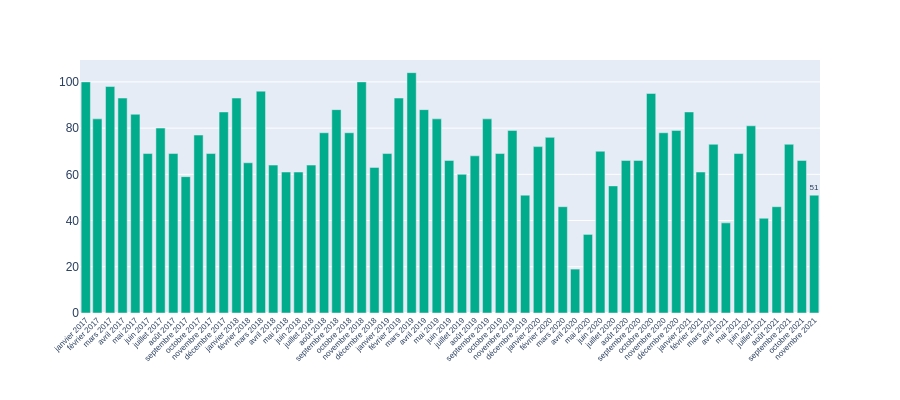 100
80
60
40
20
0
51
janvier 2017
février 2017
mars 2017
avril 2017
mai 2017
juin 2017
juillet 2017
août 2017
septembre 2017
octobre 2017
novembre 2017
décembre 2017
janvier 2018
février 2018
mars 2018
avril 2018
mai 2018
juin 2018
juillet 2018
août 2018
septembre 2018
octobre 2018
novembre 2018
décembre 2018
janvier 2019
février 2019
mars 2019
avril 2019
mai 2019
juin 2019
juillet 2019
août 2019
septembre 2019
octobre 2019
novembre 2019
décembre 2019
janvier 2020
février 2020
mars 2020
avril 2020
mai 2020
juin 2020
juillet 2020
août 2020
septembre 2020
octobre 2020
novembre 2020
décembre 2020
janvier 2021
février 2021
mars 2021
avril 2021
mai 2021
juin 2021
juillet 2021
août 2021
septembre 2021
octobre 2021
novembre 2021